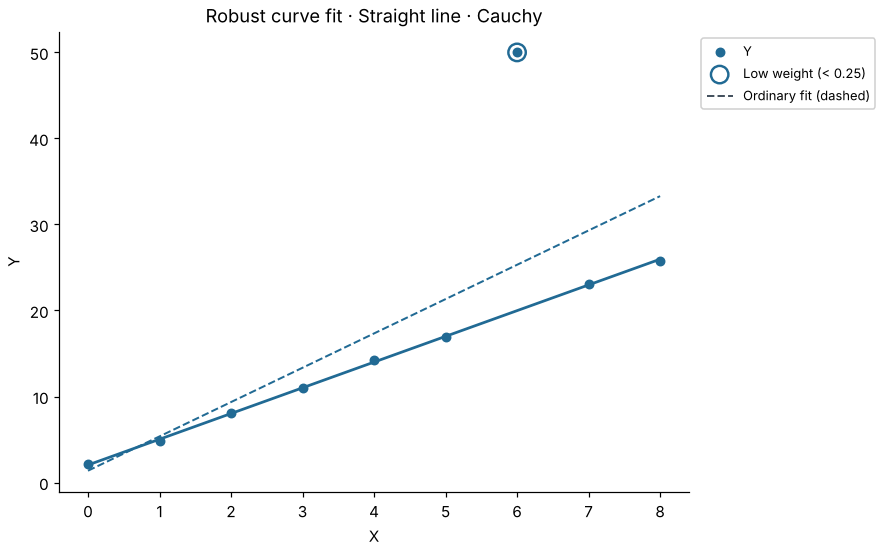 Robust curve fit · Straight line · Cauchy
Y
Low weight (< 0.25)
Ordinary fit (dashed)
50
40
30
20
10
0
Y
0 1 2 3 4 5 6 7 8
X